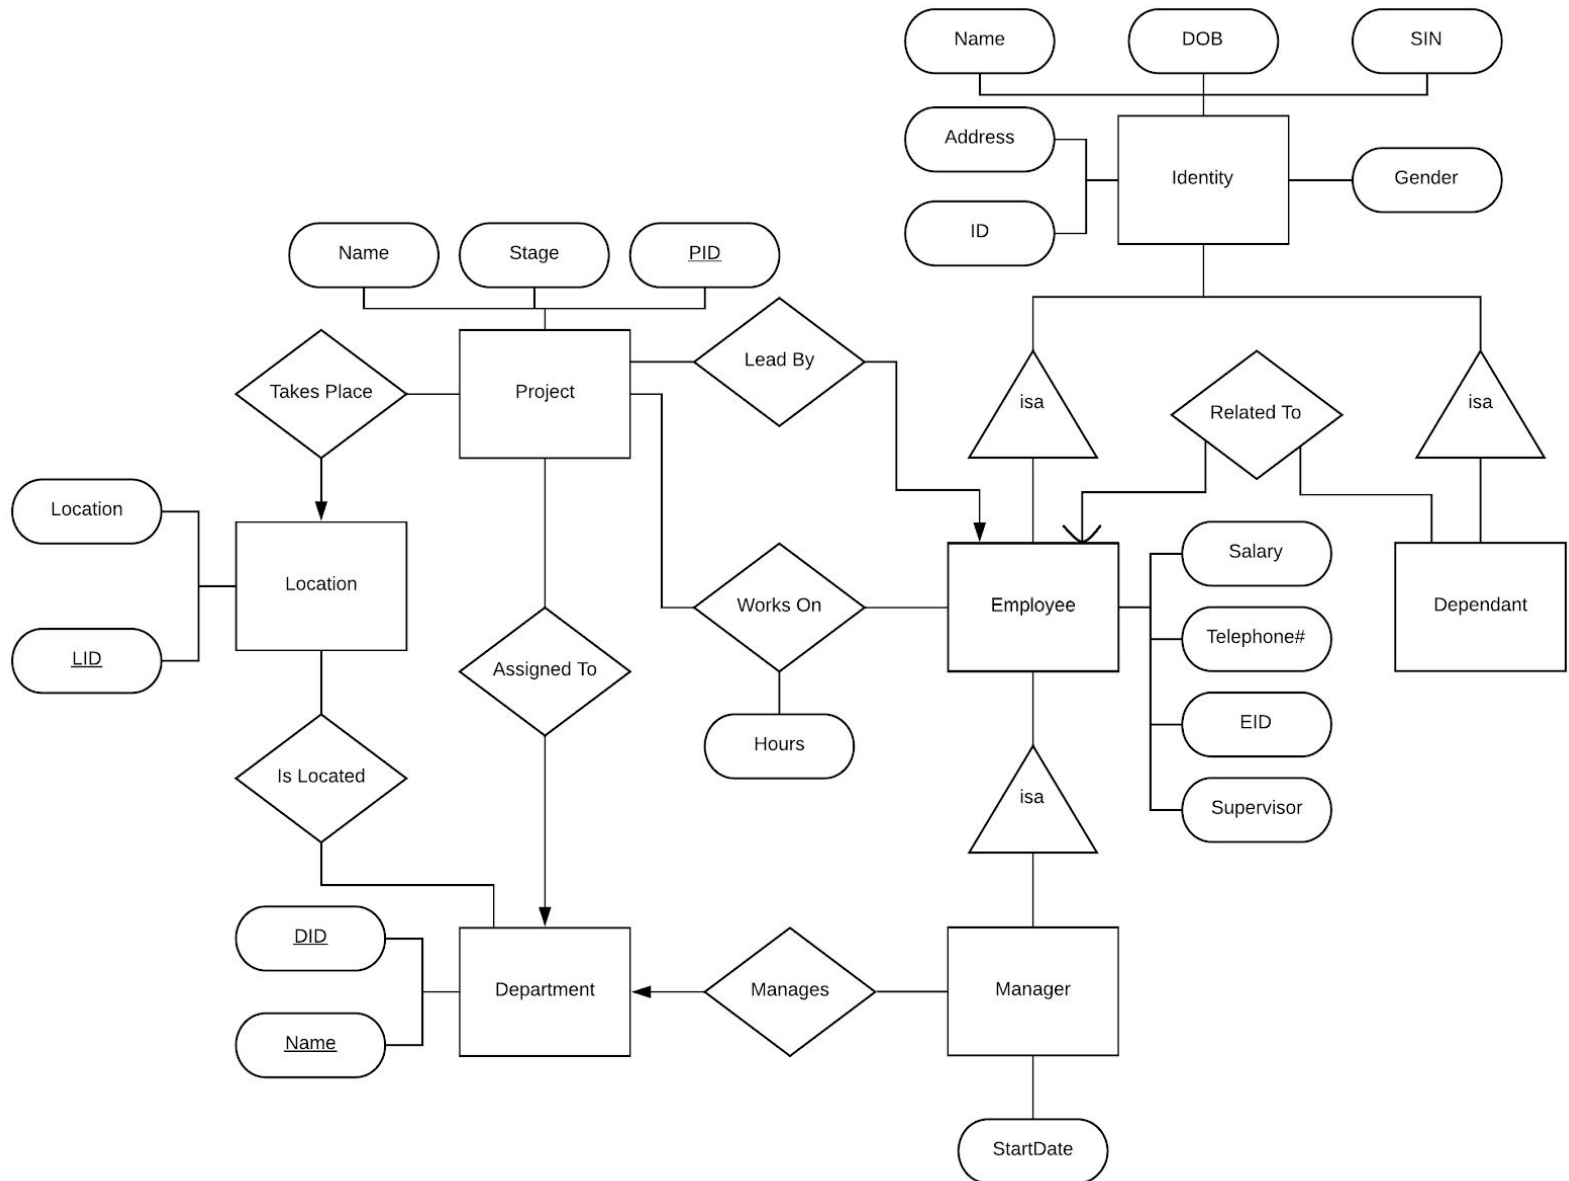 Name
DOB
SIN
Address
Identity
Gender
ID
Name
Stage
PID
Lead By
Takes Place
Project
isa
Related To
isa
Location
Salary
Location
Works On
Employee
Dependant
Telephone#
LID
Assigned To
EID
Hours
Is Located
isa
Supervisor
DID
Department
Manages
Manager
Name
StartDate